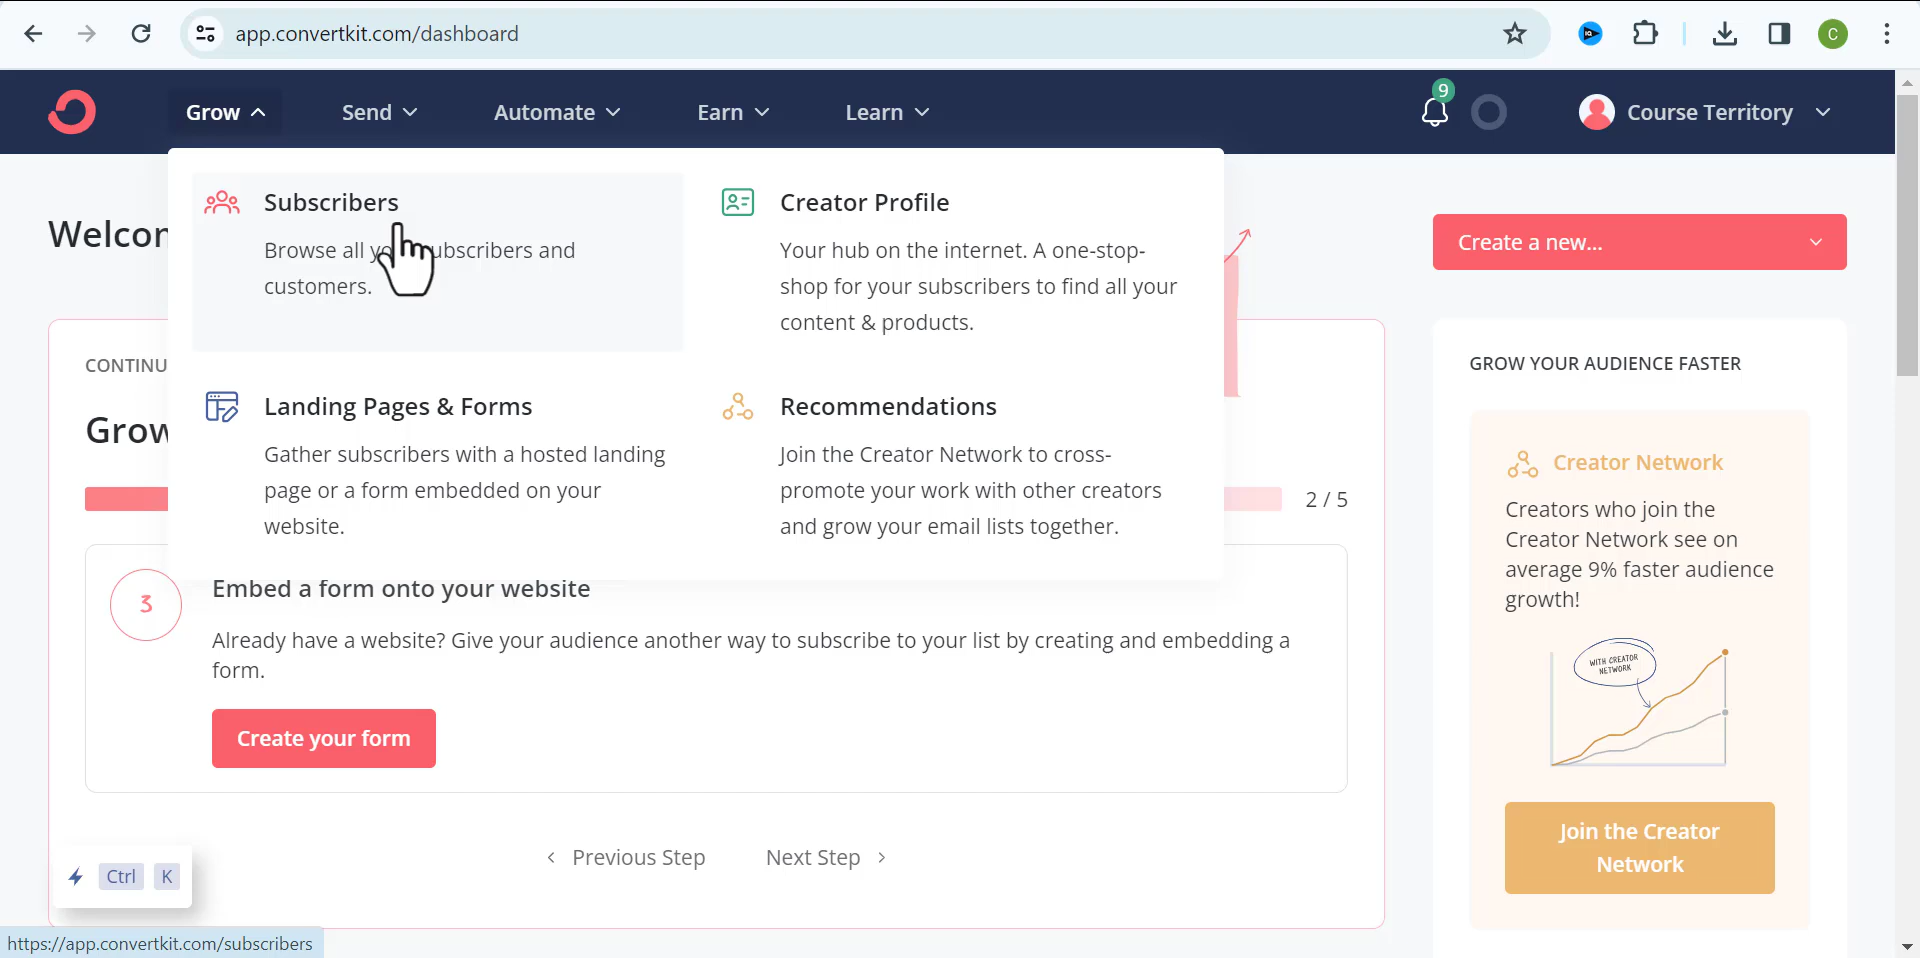 app.convertkit.com/dashboard
C
Grow
Send
Automate
Earn
Learn
9
Course Territory
Subscribers
Browse all yo ubscribers and
customers.
Creator Profile
Your hub on the internet. A one-stop-
shop for your subscribers to find all your
content & products.
Landing Pages & Forms
Gather subscribers with a hosted landing
page or a form embedded on your
website.
Recommendations
Join the Creator Network to cross-
promote your work with other creators
and grow your email lists together.
Welcon
Create a new...
CONTINU
Grow
2 / 5
3
Embed a form onto your website
Already have a website? Give your audience another way to subscribe to your list by creating and embedding a
form.
Create your form
Previous Step
Next Step
Ctrl K
https://app.convertkit.com/subscribers
GROW YOUR AUDIENCE FASTER
Creator Network
Creators who join the
Creator Network see on
average 9% faster audience
growth!
WITH CREATOR
NETWORK
Join the Creator
Network